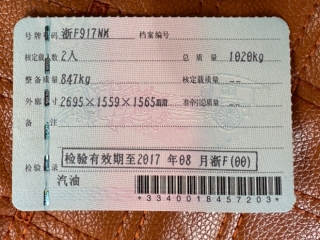 号牌号码 浙F917NM 档案编号
核定载人数 2人 总质量 1020kg
整备质量 847kg 核定载质量 --
外廓尺寸 2695×1559×1565mm 准牵引总质量 --
备注
检验记录 检验有效期至2017 年08 月浙F(00)
汽油
*3340018457203*